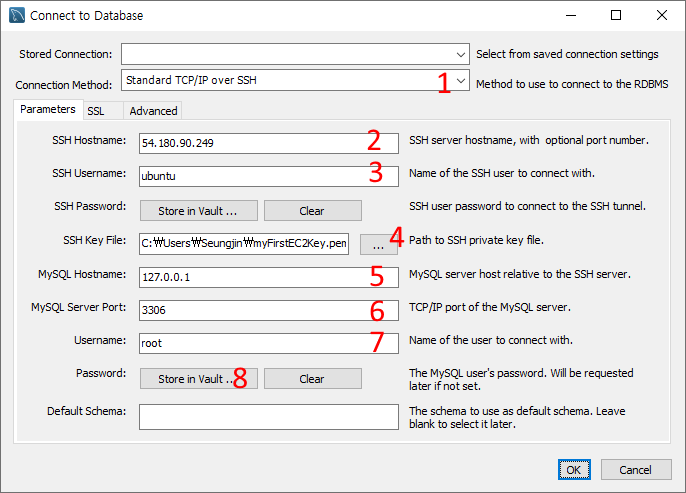 Connect to Database
Stored Connection: Select from saved connection settings
Connection Method: Standard TCP/IP over SSH 1 Method to use to connect to the RDBMS
Parameters SSL Advanced
SSH Hostname: 54.180.90.249 2 SSH server hostname, with optional port number.
SSH Username: ubuntu 3 Name of the SSH user to connect with.
SSH Password: Store in Vault ... Clear SSH user password to connect to the SSH tunnel.
SSH Key File: C:₩Users₩Seungjin₩myFirstEC2Key.pem ... 4 Path to SSH private key file.
MySQL Hostname: 127.0.0.1 5 MySQL server host relative to the SSH server.
MySQL Server Port: 3306 6 TCP/IP port of the MySQL server.
Username: root 7 Name of the user to connect with.
Password: Store in Vault ... 8 Clear The MySQL user's password. Will be requested
later if not set.
Default Schema: The schema to use as default schema. Leave
blank to select it later.
OK Cancel